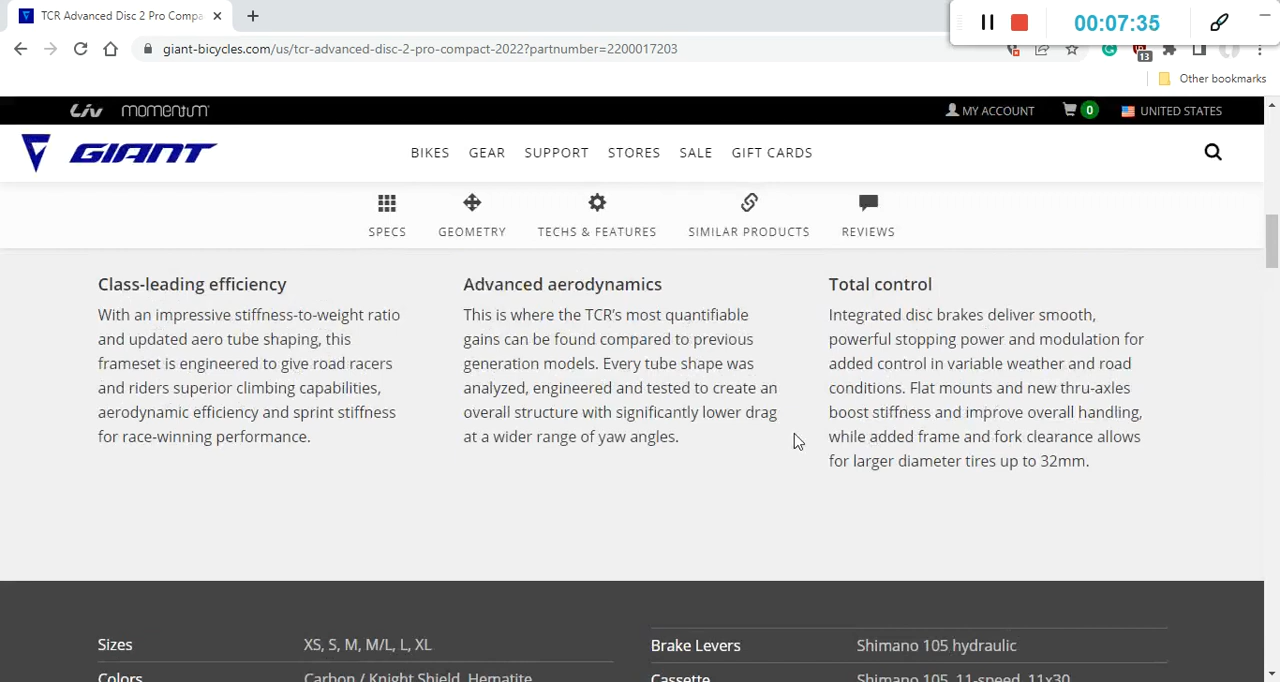 TCR Advanced Disc 2 Pro Compa
00:07:35
giant-bicycles.com/us/tcr-advanced-disc-2-pro-compact-2022?partnumber=2200017203
13
Other bookmarks
Liv momentum
MY ACCOUNT 0 UNITED STATES
GIANT
BIKES GEAR SUPPORT STORES SALE GIFT CARDS
SPECS GEOMETRY TECHS & FEATURES SIMILAR PRODUCTS REVIEWS
Class-leading efficiency
With an impressive stiffness-to-weight ratio
and updated aero tube shaping, this
frameset is engineered to give road racers
and riders superior climbing capabilities,
aerodynamic efficiency and sprint stiffness
for race-winning performance.
Advanced aerodynamics
This is where the TCR's most quantifiable
gains can be found compared to previous
generation models. Every tube shape was
analyzed, engineered and tested to create an
overall structure with significantly lower drag
at a wider range of yaw angles.
Total control
Integrated disc brakes deliver smooth,
powerful stopping power and modulation for
added control in variable weather and road
conditions. Flat mounts and new thru-axles
boost stiffness and improve overall handling,
while added frame and fork clearance allows
for larger diameter tires up to 32mm.
Sizes XS, S, M, M/L, L, XL
Colors Carbon / Knight Shield, Hematite
Brake Levers Shimano 105 hydraulic
Cassette Shimano 105, 11-speed, 11x30